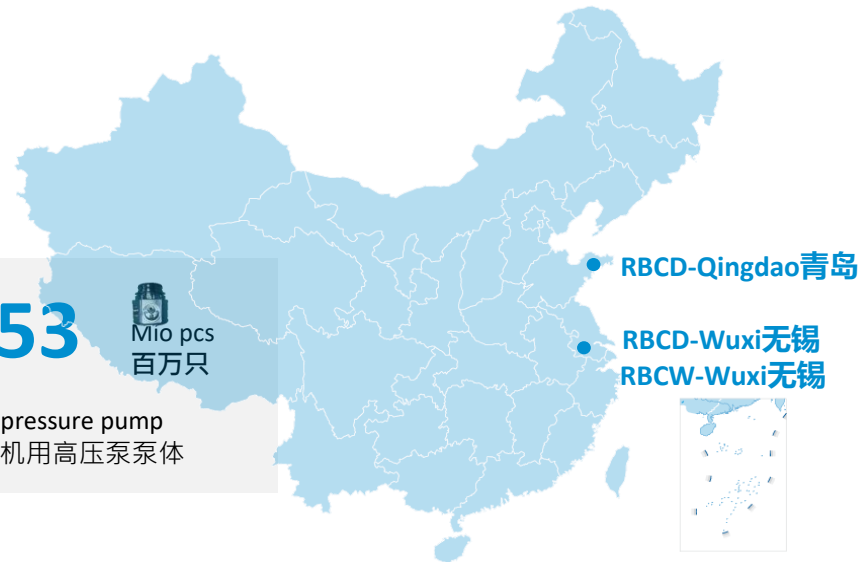 RBCD-Qingdao青岛
53
Mio pcs
百万只
RBCD-Wuxi无锡
RBCW-Wuxi无锡
pressure pump
机用高压泵泵体